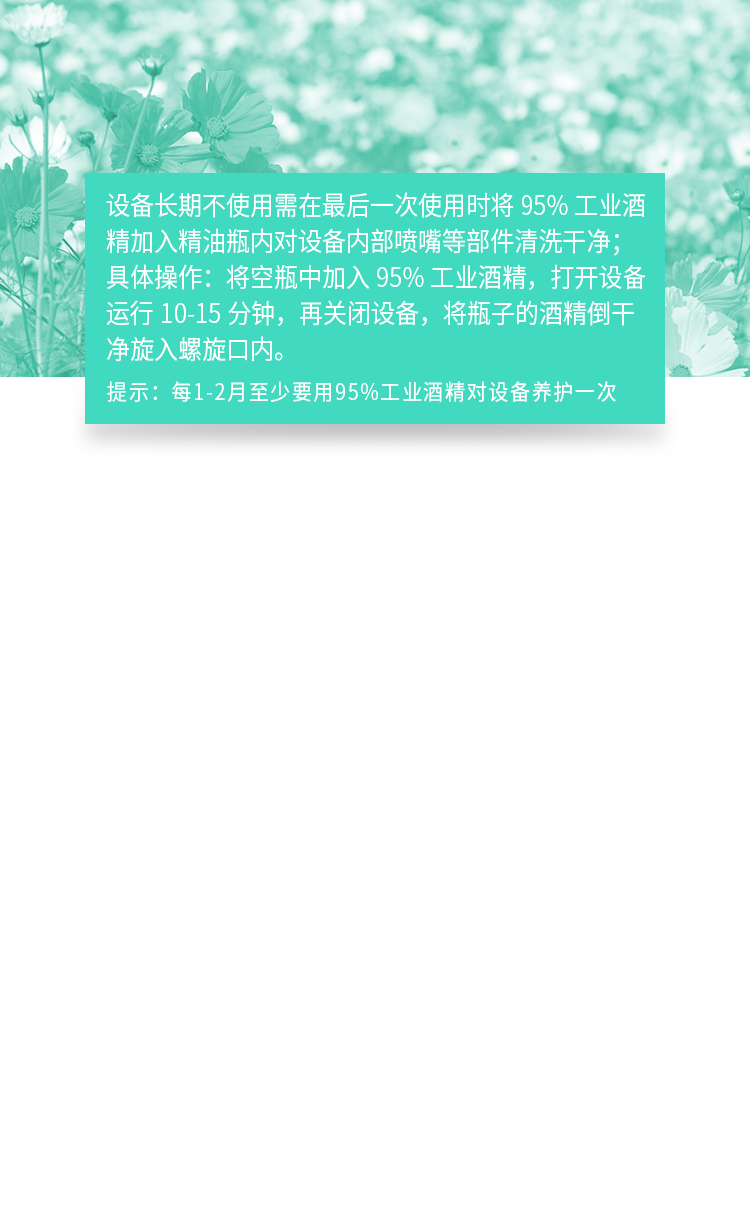 设备长期不使用需在最后一次使用时将 95% 工业酒
精加入精油瓶内对设备内部喷嘴等部件清洗干净；
具体操作：将空瓶中加入 95% 工业酒精，打开设备
运行 10-15 分钟，再关闭设备，将瓶子的酒精倒干
净旋入螺旋口内。
提示：每1-2月至少要用95%工业酒精对设备养护一次